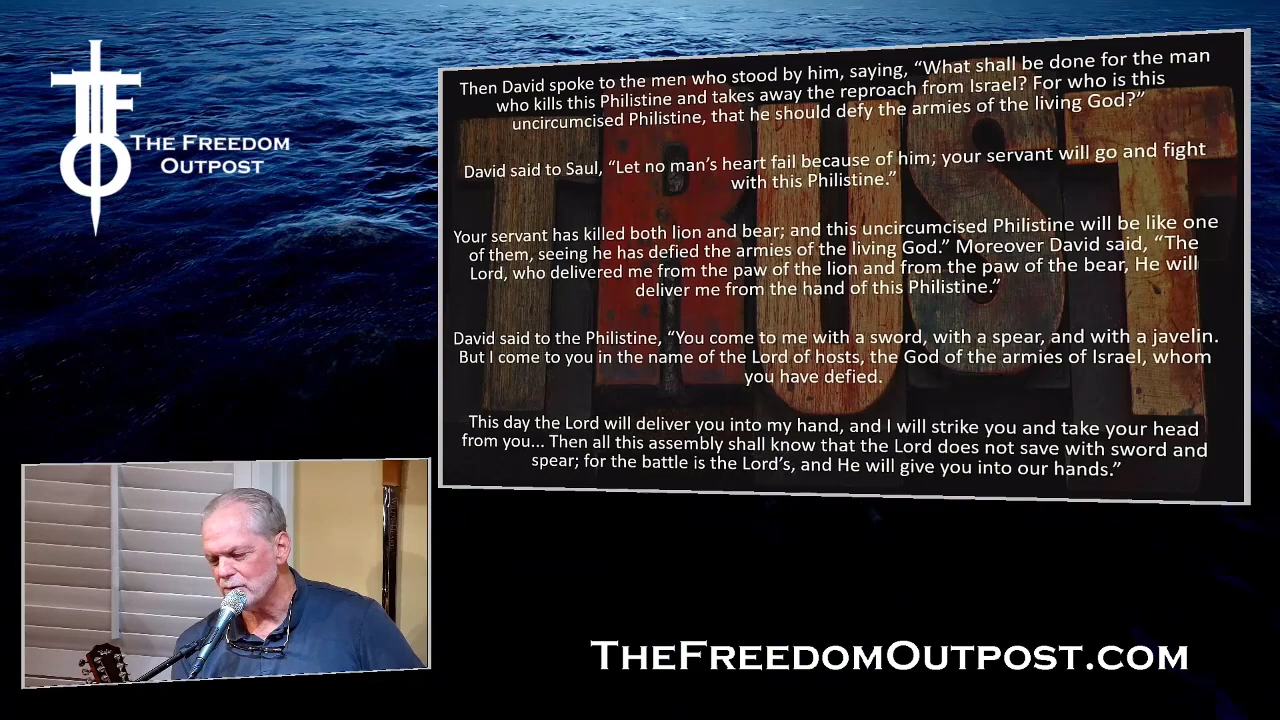 THE FREEDOM
OUTPOST
Then David spoke to the men who stood by him, saying, “What shall be done for the man
who kills this Philistine and takes away the reproach from Israel? For who is this
uncircumcised Philistine, that he should defy the armies of the living God?”
David said to Saul, “Let no man’s heart fail because of him; your servant will go and fight
with this Philistine.”
Your servant has killed both lion and bear; and this uncircumcised Philistine will be like one
of them, seeing he has defied the armies of the living God.” Moreover David said, “The
Lord, who delivered me from the paw of the lion and from the paw of the bear, He will
deliver me from the hand of this Philistine.”
David said to the Philistine, “You come to me with a sword, with a spear, and with a javelin.
But I come to you in the name of the Lord of hosts, the God of the armies of Israel, whom
you have defied.
This day the Lord will deliver you into my hand, and I will strike you and take your head
from you... Then all this assembly shall know that the Lord does not save with sword and
spear; for the battle is the Lord’s, and He will give you into our hands.”
TRUST
THEFREEDOMOUTPOST.COM